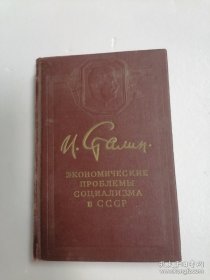 И. Сталин.
ЭКОНОМИЧЕСКИЕ
ПРОБЛЕМЫ
СОЦИАЛИЗМА
В СССР